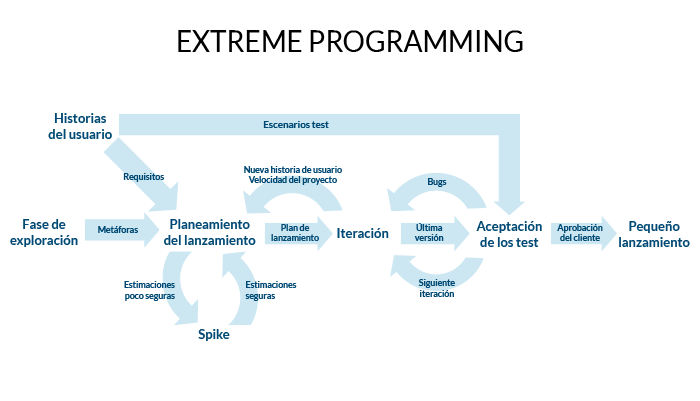 EXTREME PROGRAMMING
Historias
del usuario
Escenarios test
Requisitos
Nueva historia de usuario
Velocidad del proyecto
Bugs
Fase de
exploración
Metáforas
Planeamiento
del lanzamiento
Plan de
lanzamiento
Iteración
Última
versión
Aceptación
de los test
Aprobación
del cliente
Pequeño
lanzamiento
Estimaciones
poco seguras
Estimaciones
seguras
Siguiente
iteración
Spike